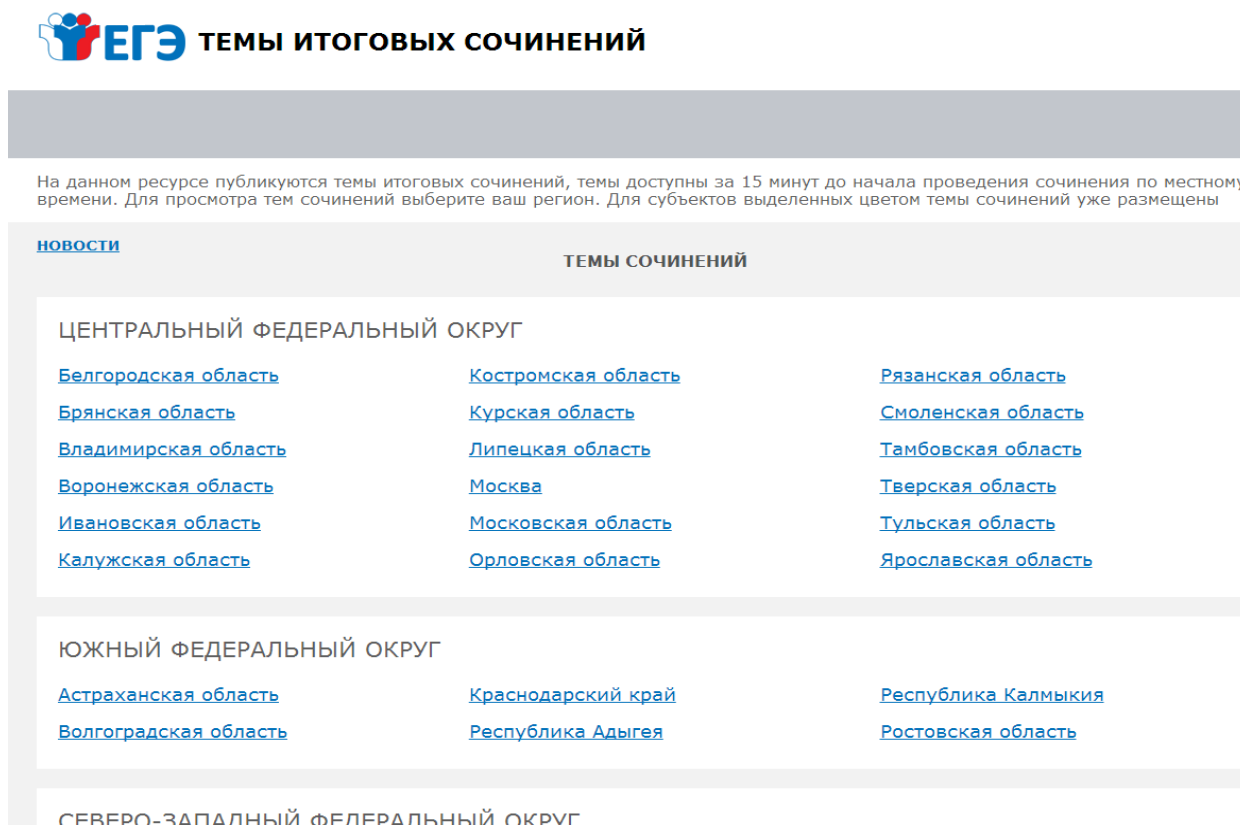 ЕГЭ ТЕМЫ ИТОГОВЫХ СОЧИНЕНИЙ
На данном ресурсе публикуются темы итоговых сочинений, темы доступны за 15 минут до начала проведения сочинения по местному
времени. Для просмотра тем сочинений выберите ваш регион. Для субъектов выделенных цветом темы сочинений уже размещены
НОВОСТИ
ТЕМЫ СОЧИНЕНИЙ
ЦЕНТРАЛЬНЫЙ ФЕДЕРАЛЬНЫЙ ОКРУГ
Белгородская область Костромская область Рязанская область
Брянская область Курская область Смоленская область
Владимирская область Липецкая область Тамбовская область
Воронежская область Москва Тверская область
Ивановская область Московская область Тульская область
Калужская область Орловская область Ярославская область
ЮЖНЫЙ ФЕДЕРАЛЬНЫЙ ОКРУГ
Астраханская область Краснодарский край Республика Калмыкия
Волгоградская область Республика Адыгея Ростовская область
СЕВЕРО-ЗАПАДНЫЙ ФЕДЕРАЛЬНЫЙ ОКРУГ